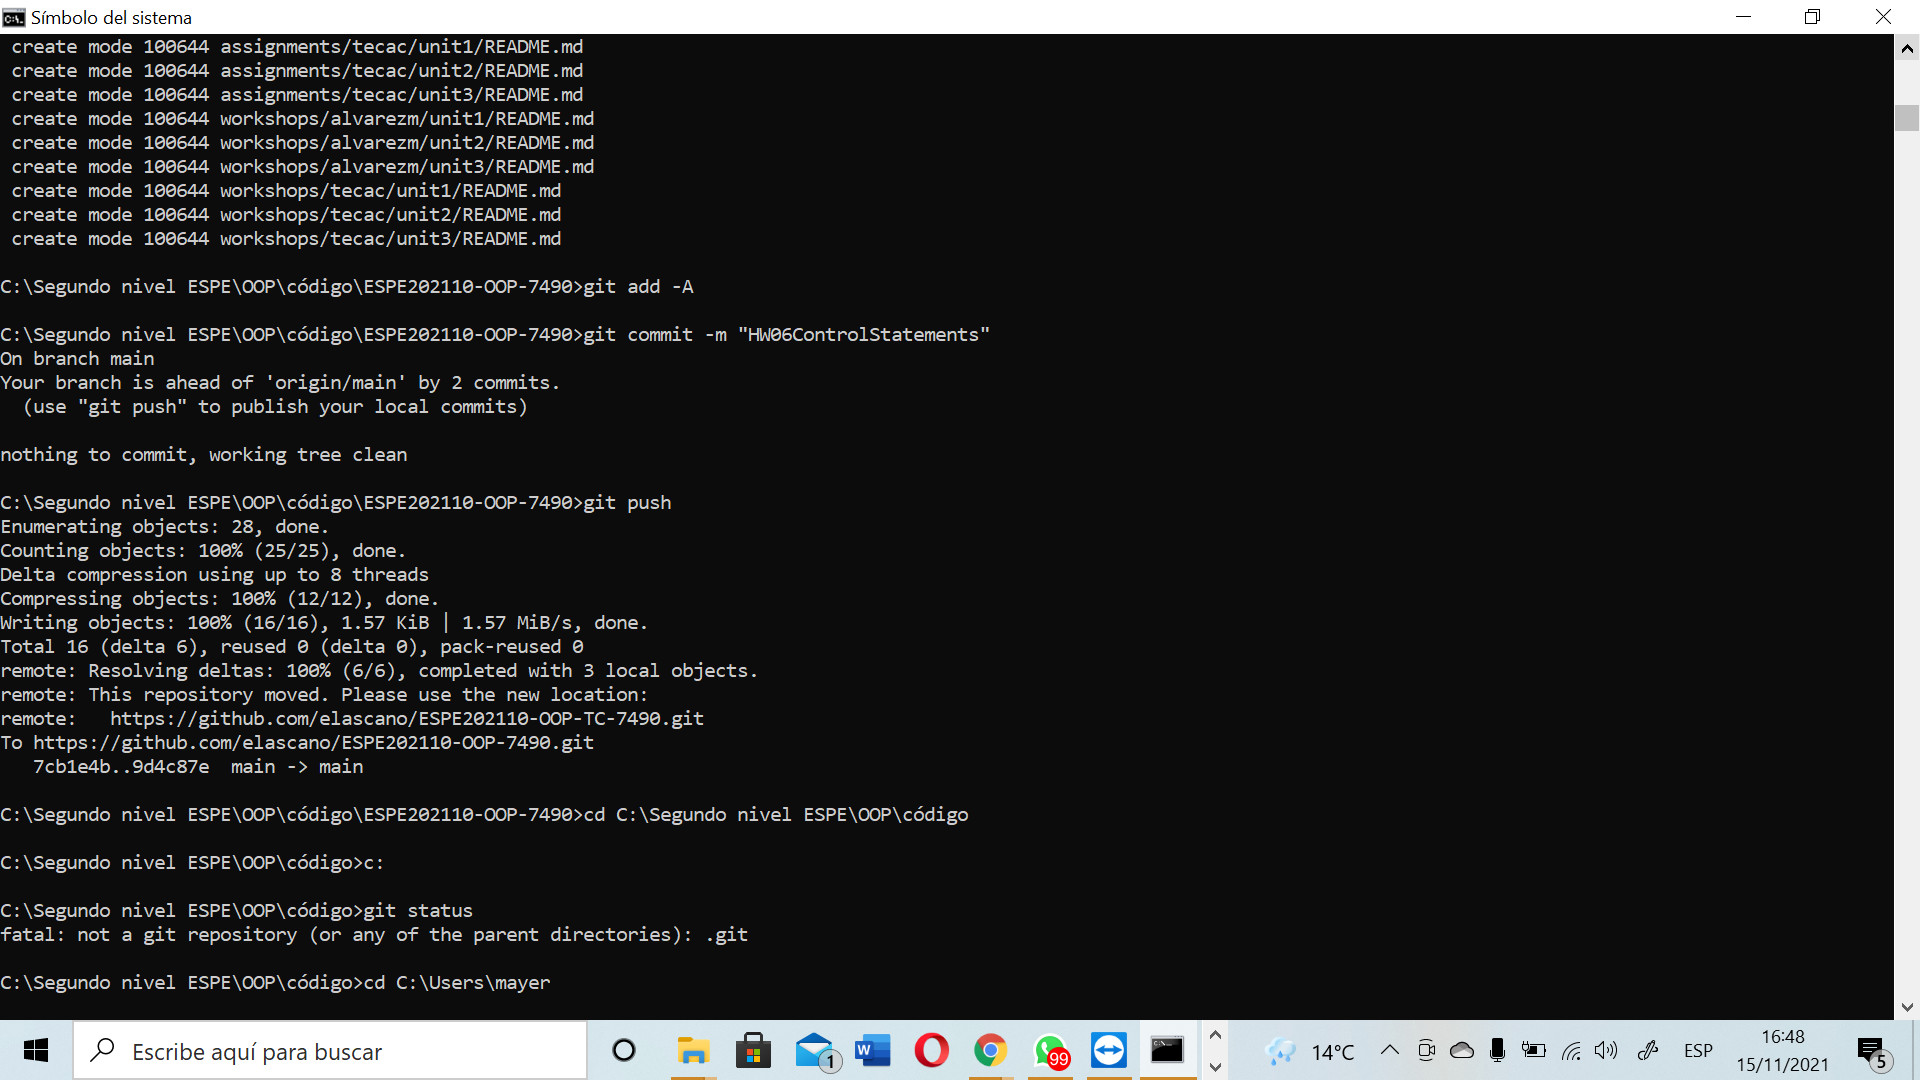 Símbolo del sistema
create mode 100644 assignments/tecac/unit1/README.md
create mode 100644 assignments/tecac/unit2/README.md
create mode 100644 assignments/tecac/unit3/README.md
create mode 100644 workshops/alvarezm/unit1/README.md
create mode 100644 workshops/alvarezm/unit2/README.md
create mode 100644 workshops/alvarezm/unit3/README.md
create mode 100644 workshops/tecac/unit1/README.md
create mode 100644 workshops/tecac/unit2/README.md
create mode 100644 workshops/tecac/unit3/README.md
C:\Segundo nivel ESPE\OOP\código\ESPE202110-OOP-7490>git add -A
C:\Segundo nivel ESPE\OOP\código\ESPE202110-OOP-7490>git commit -m "HW06ControlStatements"
On branch main
Your branch is ahead of 'origin/main' by 2 commits.
(use "git push" to publish your local commits)
nothing to commit, working tree clean
C:\Segundo nivel ESPE\OOP\código\ESPE202110-OOP-7490>git push
Enumerating objects: 28, done.
Counting objects: 100% (25/25), done.
Delta compression using up to 8 threads
Compressing objects: 100% (12/12), done.
Writing objects: 100% (16/16), 1.57 KiB | 1.57 MiB/s, done.
Total 16 (delta 6), reused 0 (delta 0), pack-reused 0
remote: Resolving deltas: 100% (6/6), completed with 3 local objects.
remote: This repository moved. Please use the new location:
remote:   https://github.com/elascano/ESPE202110-OOP-TC-7490.git
To https://github.com/elascano/ESPE202110-OOP-7490.git
7cb1e4b..9d4c87e  main -> main
C:\Segundo nivel ESPE\OOP\código\ESPE202110-OOP-7490>cd C:\Segundo nivel ESPE\OOP\código
C:\Segundo nivel ESPE\OOP\código>c:
C:\Segundo nivel ESPE\OOP\código>git status
fatal: not a git repository (or any of the parent directories): .git
C:\Segundo nivel ESPE\OOP\código>cd C:\Users\mayer
Escribe aquí para buscar
1
W
99
14°C
ESP
16:48
15/11/2021
5